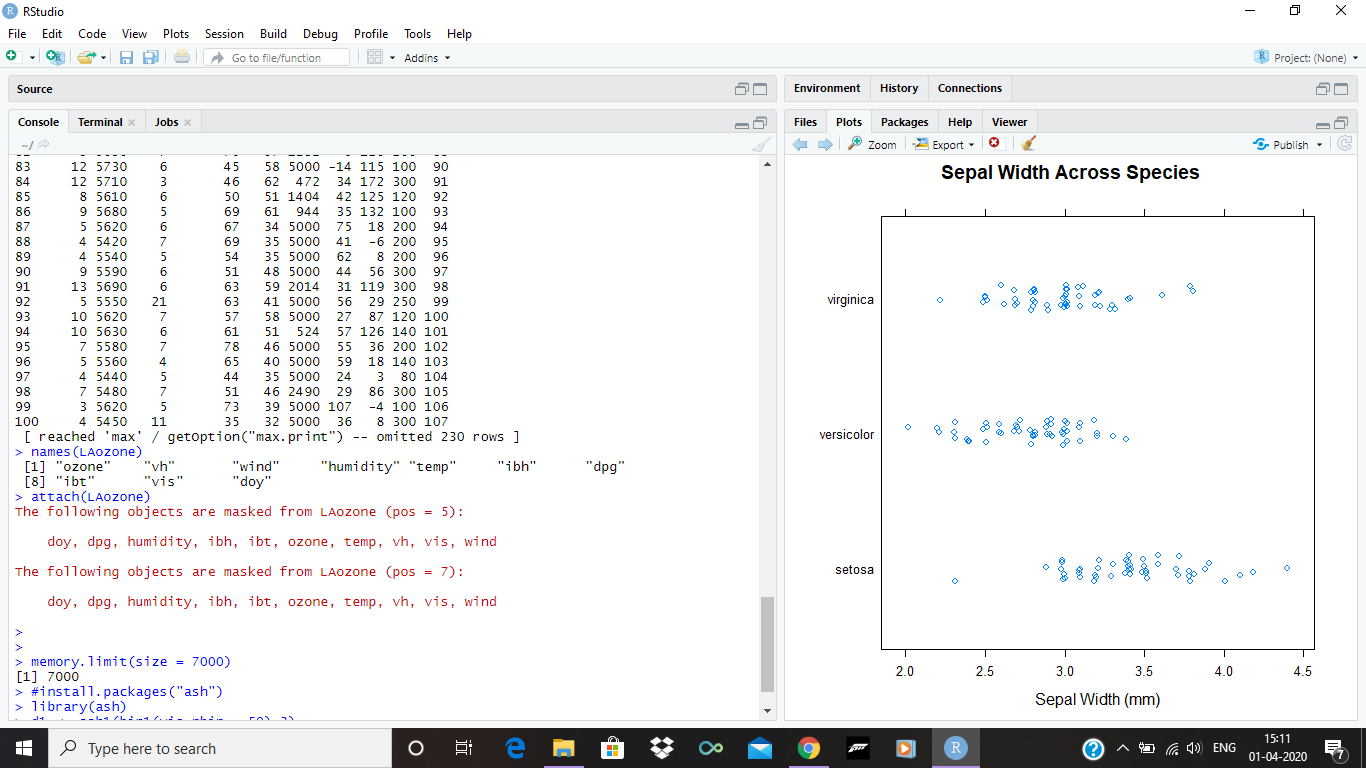 RStudio
File Edit Code View Plots Session Build Debug Profile Tools Help
Go to file/function Addins Project: (None)
Source
Console Terminal Jobs
~/
83 12 5730 6 45 58 5000 -14 115 100 90
84 12 5710 3 46 62 472 34 172 300 91
85 8 5610 6 50 51 1404 42 125 120 92
86 9 5680 5 69 61 944 35 132 100 93
87 5 5620 6 67 34 5000 75 18 200 94
88 4 5420 7 69 35 5000 41 -6 200 95
89 4 5540 5 54 35 5000 62 8 200 96
90 9 5590 6 51 48 5000 44 56 300 97
91 13 5690 6 63 59 2014 31 119 300 98
92 5 5550 21 63 41 5000 56 29 250 99
93 10 5620 7 57 58 5000 27 87 120 100
94 10 5630 6 61 51 524 57 126 140 101
95 7 5580 7 78 46 5000 55 36 200 102
96 5 5560 4 65 40 5000 59 18 140 103
97 4 5440 5 44 35 5000 24 3 80 104
98 7 5480 7 51 46 2490 29 86 300 105
99 3 5620 5 73 39 5000 107 -4 100 106
100 4 5450 11 35 32 5000 36 8 300 107
[ reached 'max' / getOption("max.print") -- omitted 230 rows ]
> names(LAozone)
[1] "ozone" "vh" "wind" "humidity" "temp" "ibh" "dpg"
[8] "ibt" "vis" "doy"
> attach(LAozone)
The following objects are masked from LAozone (pos = 5):
doy, dpg, humidity, ibh, ibt, ozone, temp, vh, vis, wind
The following objects are masked from LAozone (pos = 7):
doy, dpg, humidity, ibh, ibt, ozone, temp, vh, vis, wind
>
>
> memory.limit(size = 7000)
[1] 7000
> #install.packages("ash")
> library(ash)
Environment History Connections
Files Plots Packages Help Viewer
Zoom Export Publish
Sepal Width Across Species
virginica
versicolor
setosa
2.0 2.5 3.0 3.5 4.0 4.5
Sepal Width (mm)
Type here to search
ENG
15:11
01-04-2020
7